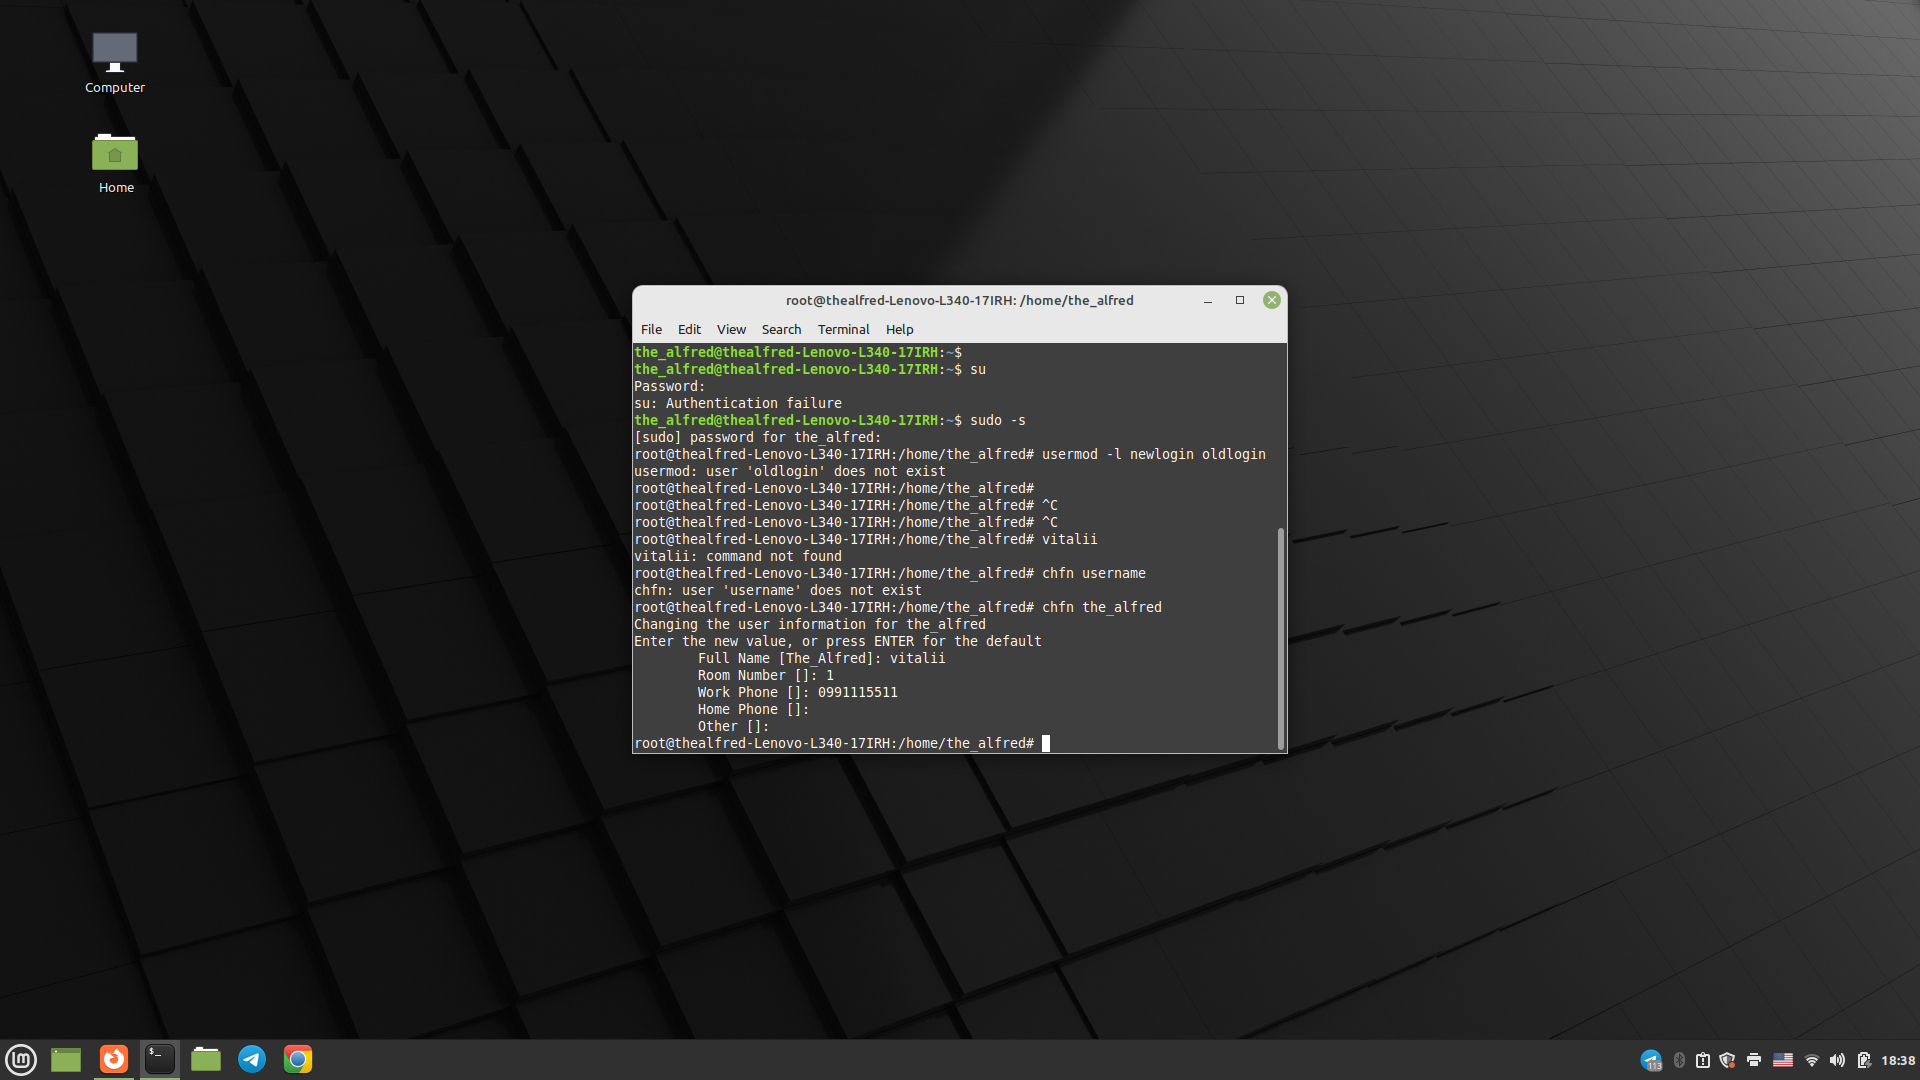 Computer
Home
root@thealfred-Lenovo-L340-17IRH: /home/the_alfred
File Edit View Search Terminal Help
the_alfred@thealfred-Lenovo-L340-17IRH:~$
the_alfred@thealfred-Lenovo-L340-17IRH:~$ su
Password:
su: Authentication failure
the_alfred@thealfred-Lenovo-L340-17IRH:~$ sudo -s
[sudo] password for the_alfred:
root@thealfred-Lenovo-L340-17IRH:/home/the_alfred# usermod -l newlogin oldlogin
usermod: user 'oldlogin' does not exist
root@thealfred-Lenovo-L340-17IRH:/home/the_alfred#
root@thealfred-Lenovo-L340-17IRH:/home/the_alfred# ^C
root@thealfred-Lenovo-L340-17IRH:/home/the_alfred# ^C
root@thealfred-Lenovo-L340-17IRH:/home/the_alfred# vitalii
vitalii: command not found
root@thealfred-Lenovo-L340-17IRH:/home/the_alfred# chfn username
chfn: user 'username' does not exist
root@thealfred-Lenovo-L340-17IRH:/home/the_alfred# chfn the_alfred
Changing the user information for the_alfred
Enter the new value, or press ENTER for the default
Full Name [The_Alfred]: vitalii
Room Number []: 1
Work Phone []: 0991115511
Home Phone []:
Other []:
root@thealfred-Lenovo-L340-17IRH:/home/the_alfred#
$_
113
18:38